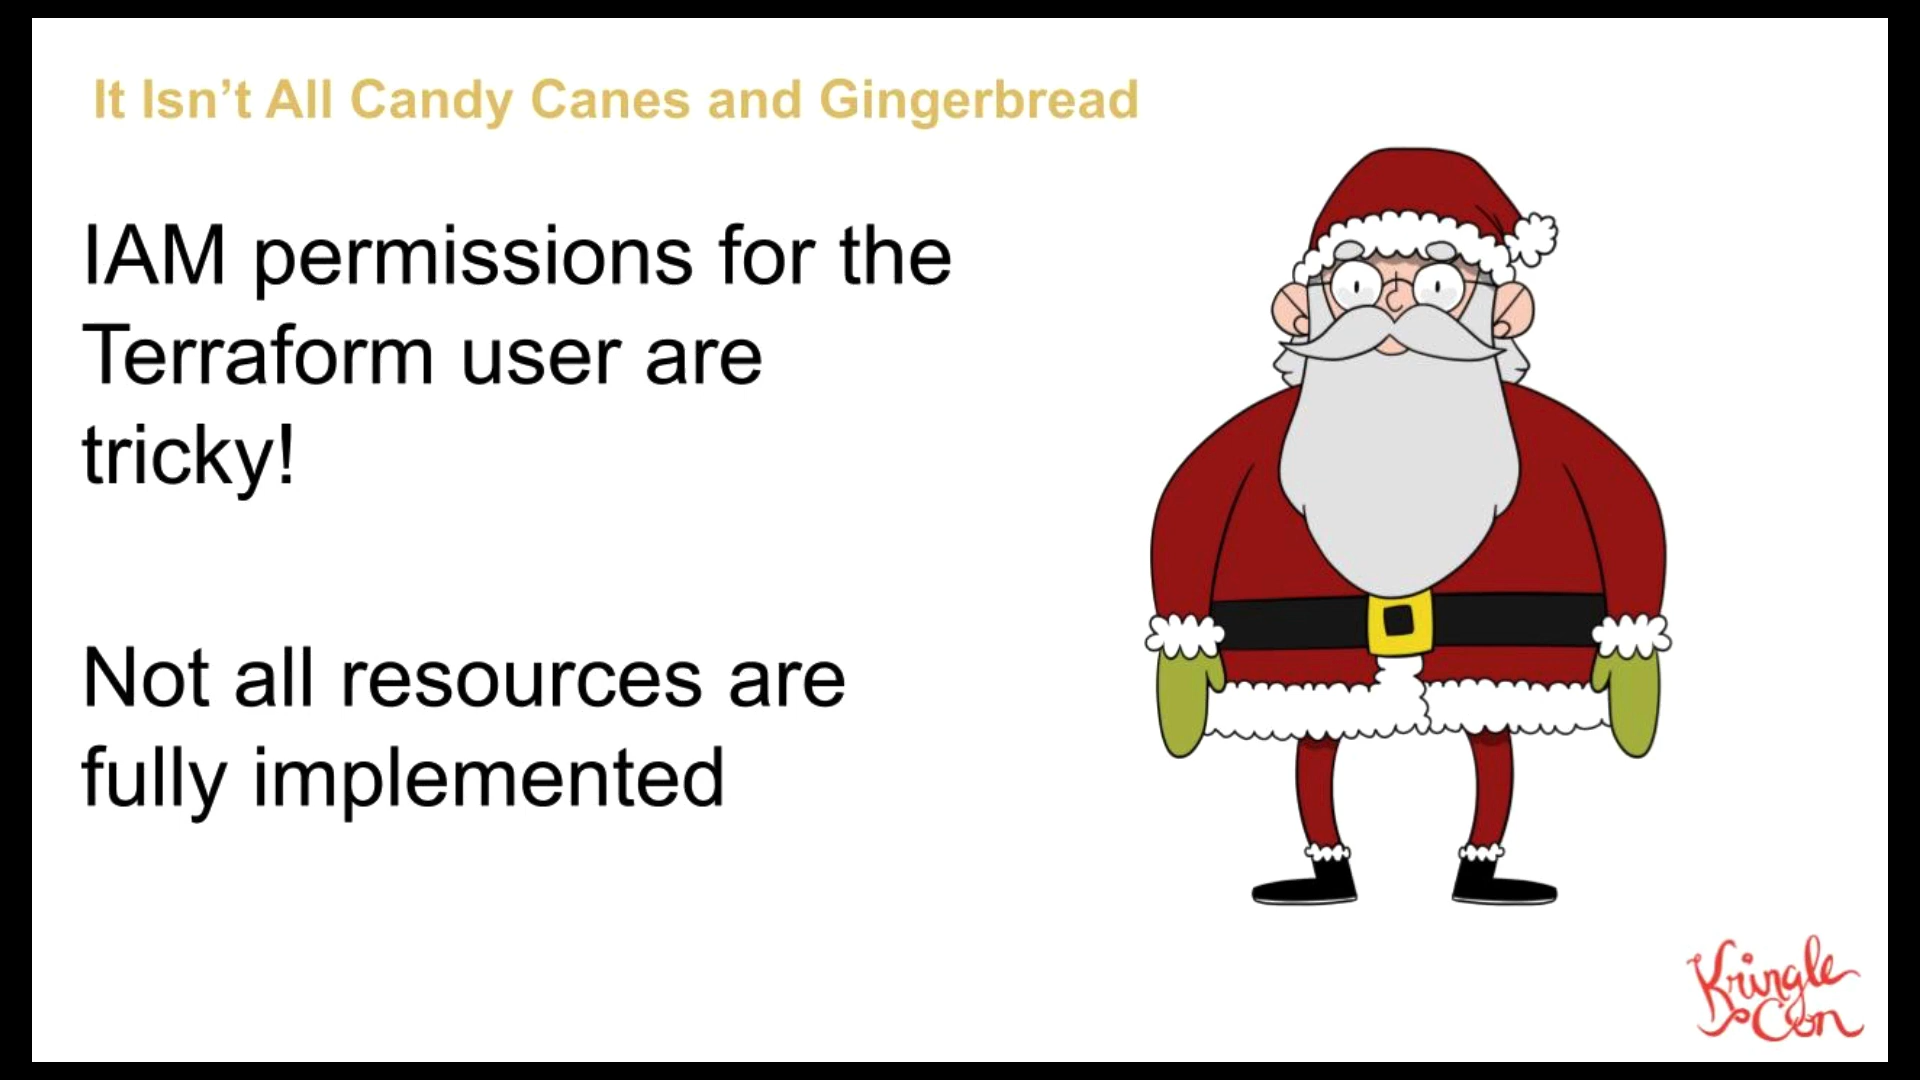 It Isn’t All Candy Canes and Gingerbread
IAM permissions for the
Terraform user are
tricky!
Not all resources are
fully implemented
Kringle
Con